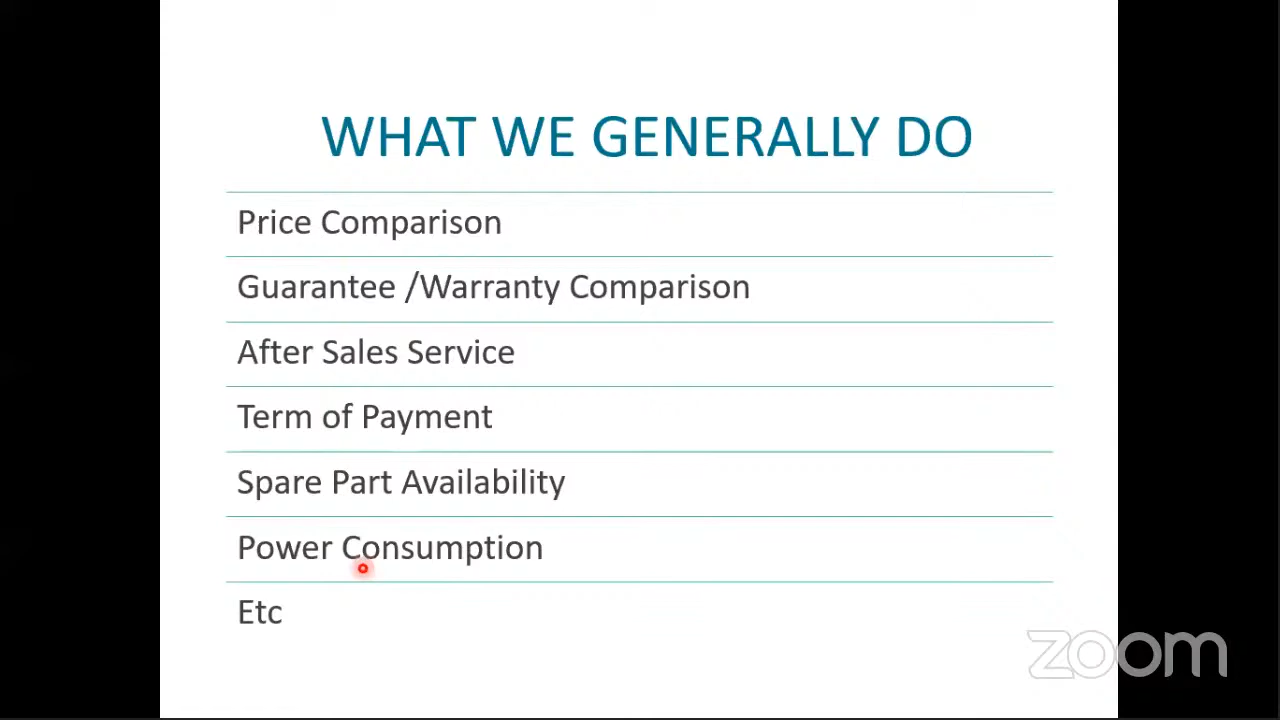 WHAT WE GENERALLY DO
Price Comparison
Guarantee /Warranty Comparison
After Sales Service
Term of Payment
Spare Part Availability
Power Consumption
Etc
zoom